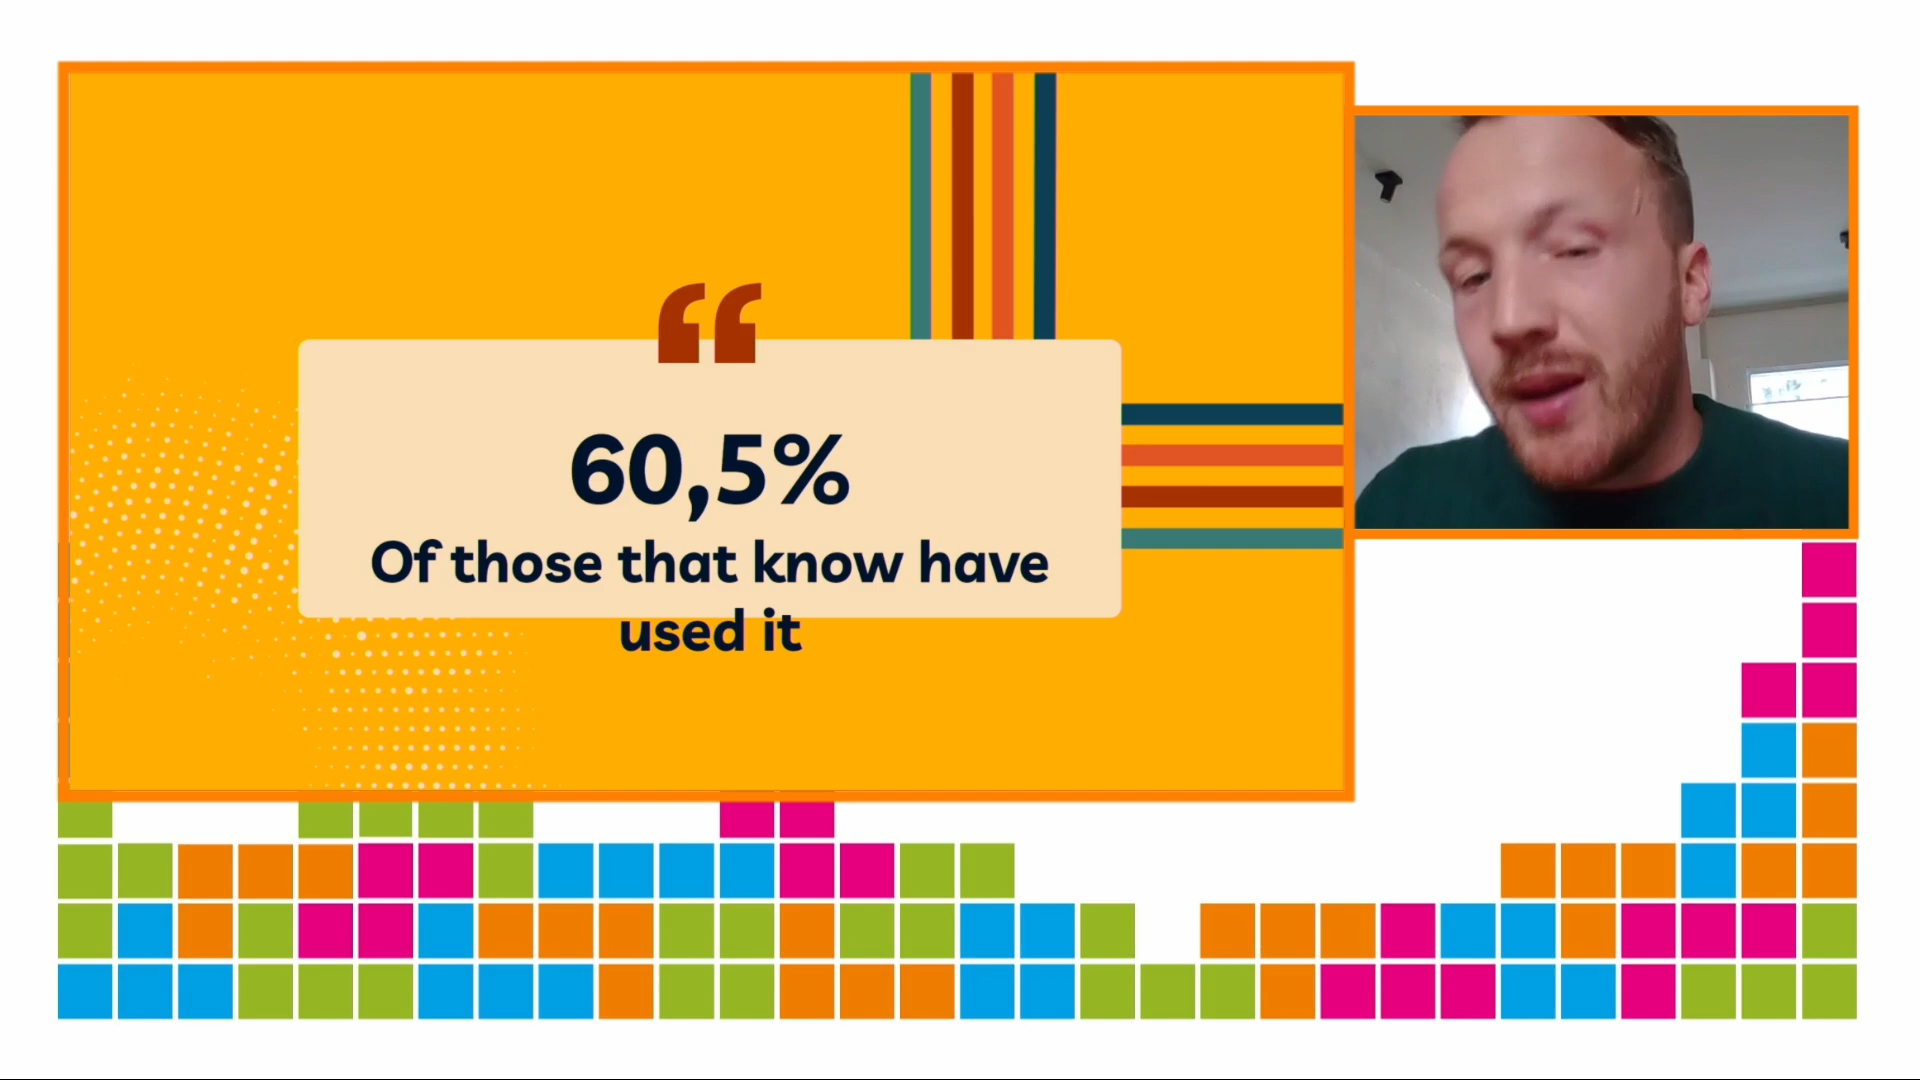 “
60,5%
Of those that know have
used it